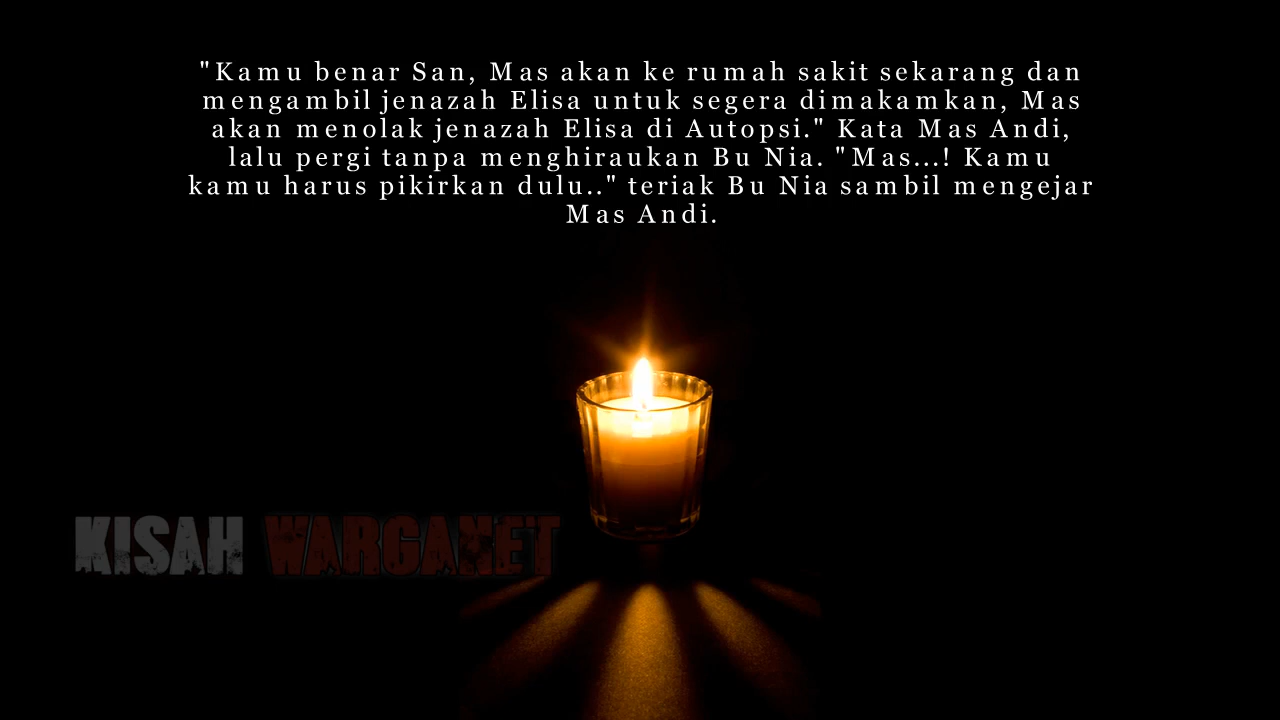 "Kamu benar San, Mas akan ke rumah sakit sekarang dan
mengambil jenazah Elisa untuk segera dimakamkan, Mas
akan menolak jenazah Elisa di Autopsi." Kata Mas Andi,
lalu pergi tanpa menghiraukan Bu Nia. "Mas...! Kamu
kamu harus pikirkan dulu.." teriak Bu Nia sambil mengejar
Mas Andi.
KISAH WARGANET